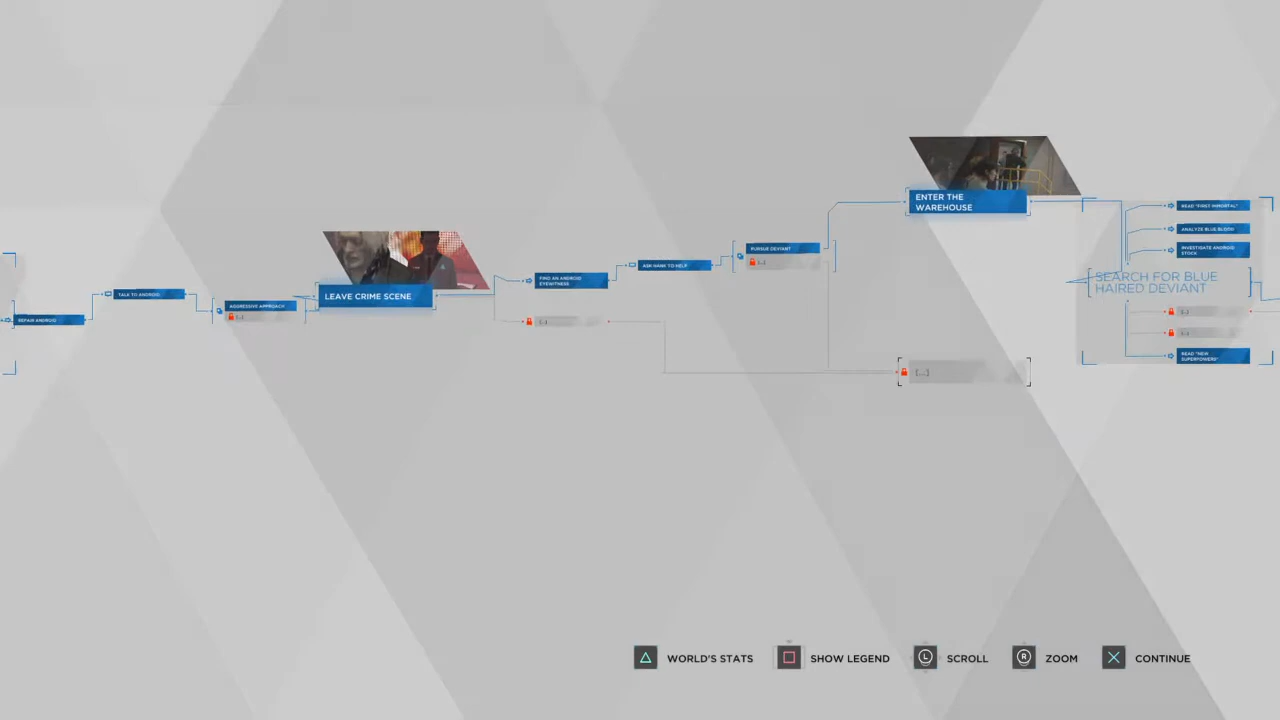 REPAIR ANDROID
TALK TO ANDROID
AGGRESSIVE APPROACH
[...]
LEAVE CRIME SCENE
FIND AN ANDROID
EYEWITNESS
[...]
ASK HANK TO HELP
PURSUE DEVIANT
[...]
ENTER THE
WAREHOUSE
[...]
READ "FIRST IMMORTAL"
ANALYZE BLUE BLOOD
INVESTIGATE ANDROID
STOCK
SEARCH FOR BLUE
HAIRED DEVIANT
[...]
[...]
READ "NEW
SUPERPOWERS"
WORLD'S STATS
SHOW LEGEND
L
SCROLL
R
ZOOM
CONTINUE